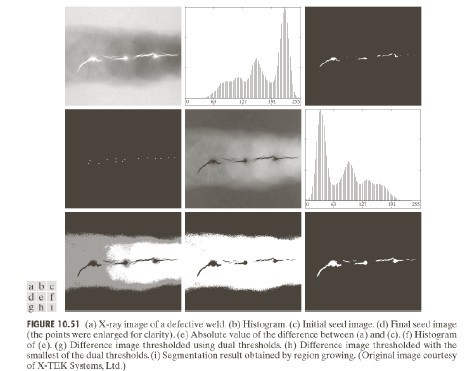 0 63 127 191 255
0 63 127 191 255
a b c
d e f
g h i
FIGURE 10.51 (a) X-ray image of a defective weld. (b) Histogram. (c) Initial seed image. (d) Final seed image
(the points were enlarged for clarity). (e) Absolute value of the difference between (a) and (c). (f) Histogram
of (e). (g) Difference image thresholded using dual thresholds. (h) Difference image thresholded with the
smallest of the dual thresholds. (i) Segmentation result obtained by region growing. (Original image courtesy
of X-TEK Systems, Ltd.)